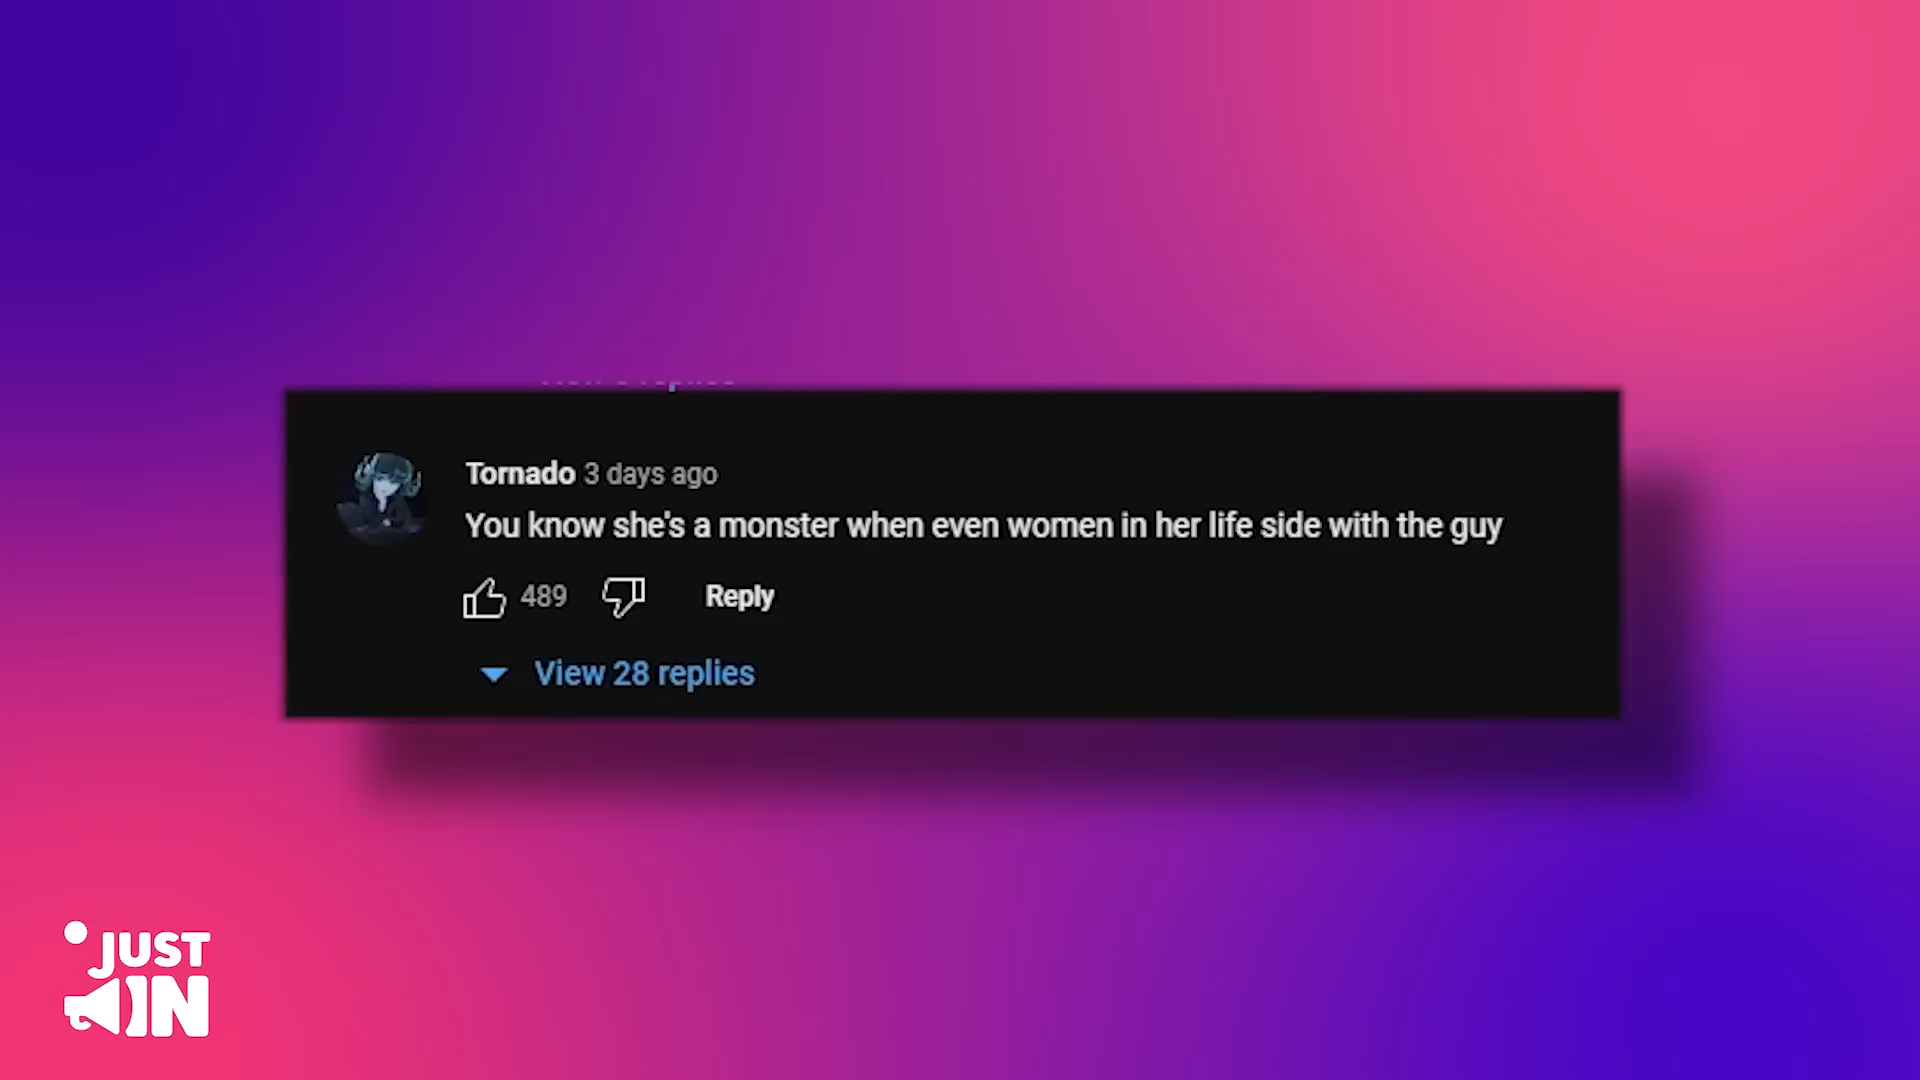 Tornado 3 days ago
You know she's a monster when even women in her life side with the guy
489
Reply
View 28 replies
JUST
IN